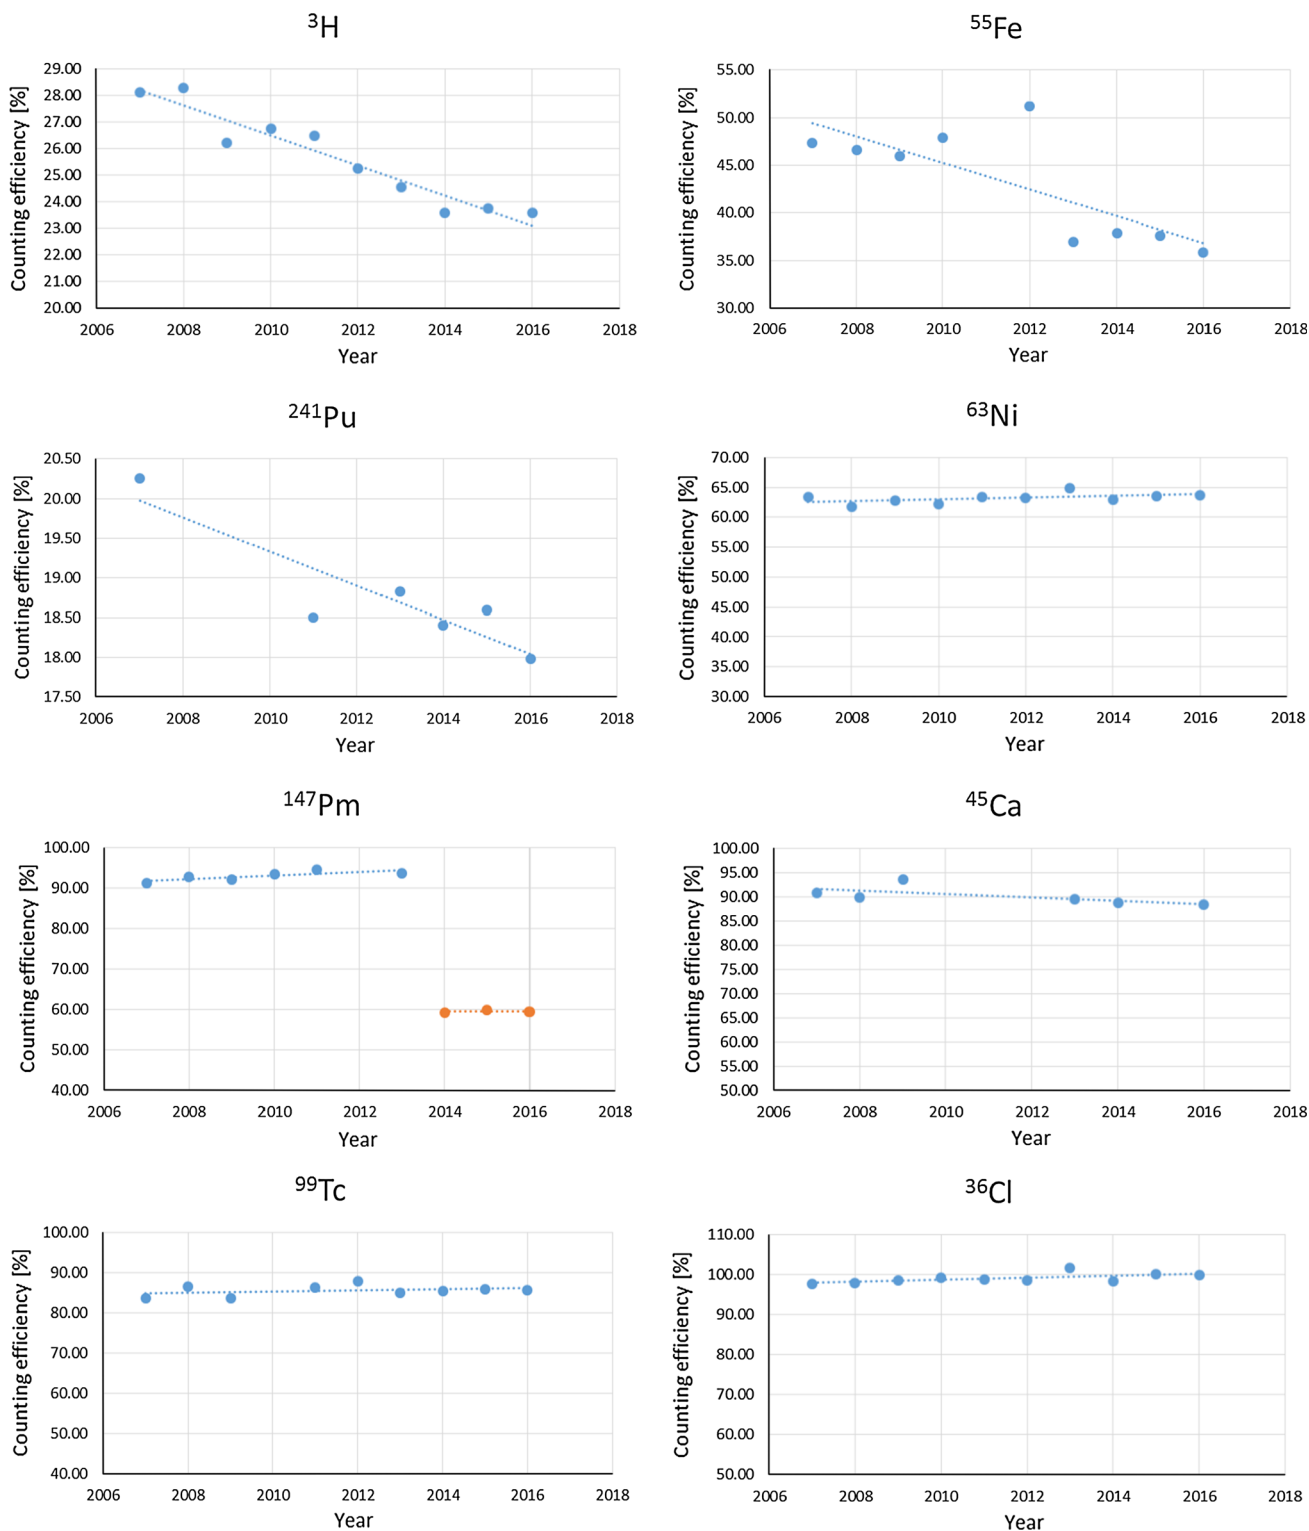 ³H
Counting efficiency [%]
29.00
28.00
27.00
26.00
25.00
24.00
23.00
22.00
21.00
20.00
2006 2008 2010 2012 2014 2016 2018
Year
⁵⁵Fe
Counting efficiency [%]
55.00
50.00
45.00
40.00
35.00
30.00
2006 2008 2010 2012 2014 2016 2018
Year
²⁴¹Pu
Counting efficiency [%]
20.50
20.00
19.50
19.00
18.50
18.00
17.50
2006 2008 2010 2012 2014 2016 2018
Year
⁶³Ni
Counting efficiency [%]
70.00
65.00
60.00
55.00
50.00
45.00
40.00
35.00
30.00
2006 2008 2010 2012 2014 2016 2018
Year
¹⁴⁷Pm
Counting efficiency [%]
100.00
90.00
80.00
70.00
60.00
50.00
40.00
2006 2008 2010 2012 2014 2016 2018
Year
⁴⁵Ca
Counting efficiency [%]
100.00
95.00
90.00
85.00
80.00
75.00
70.00
65.00
60.00
55.00
50.00
2006 2008 2010 2012 2014 2016 2018
Year
⁹⁹Tc
Counting efficiency [%]
100.00
90.00
80.00
70.00
60.00
50.00
40.00
2006 2008 2010 2012 2014 2016 2018
Year
³⁶Cl
Counting efficiency [%]
110.00
100.00
90.00
80.00
70.00
60.00
50.00
2006 2008 2010 2012 2014 2016 2018
Year